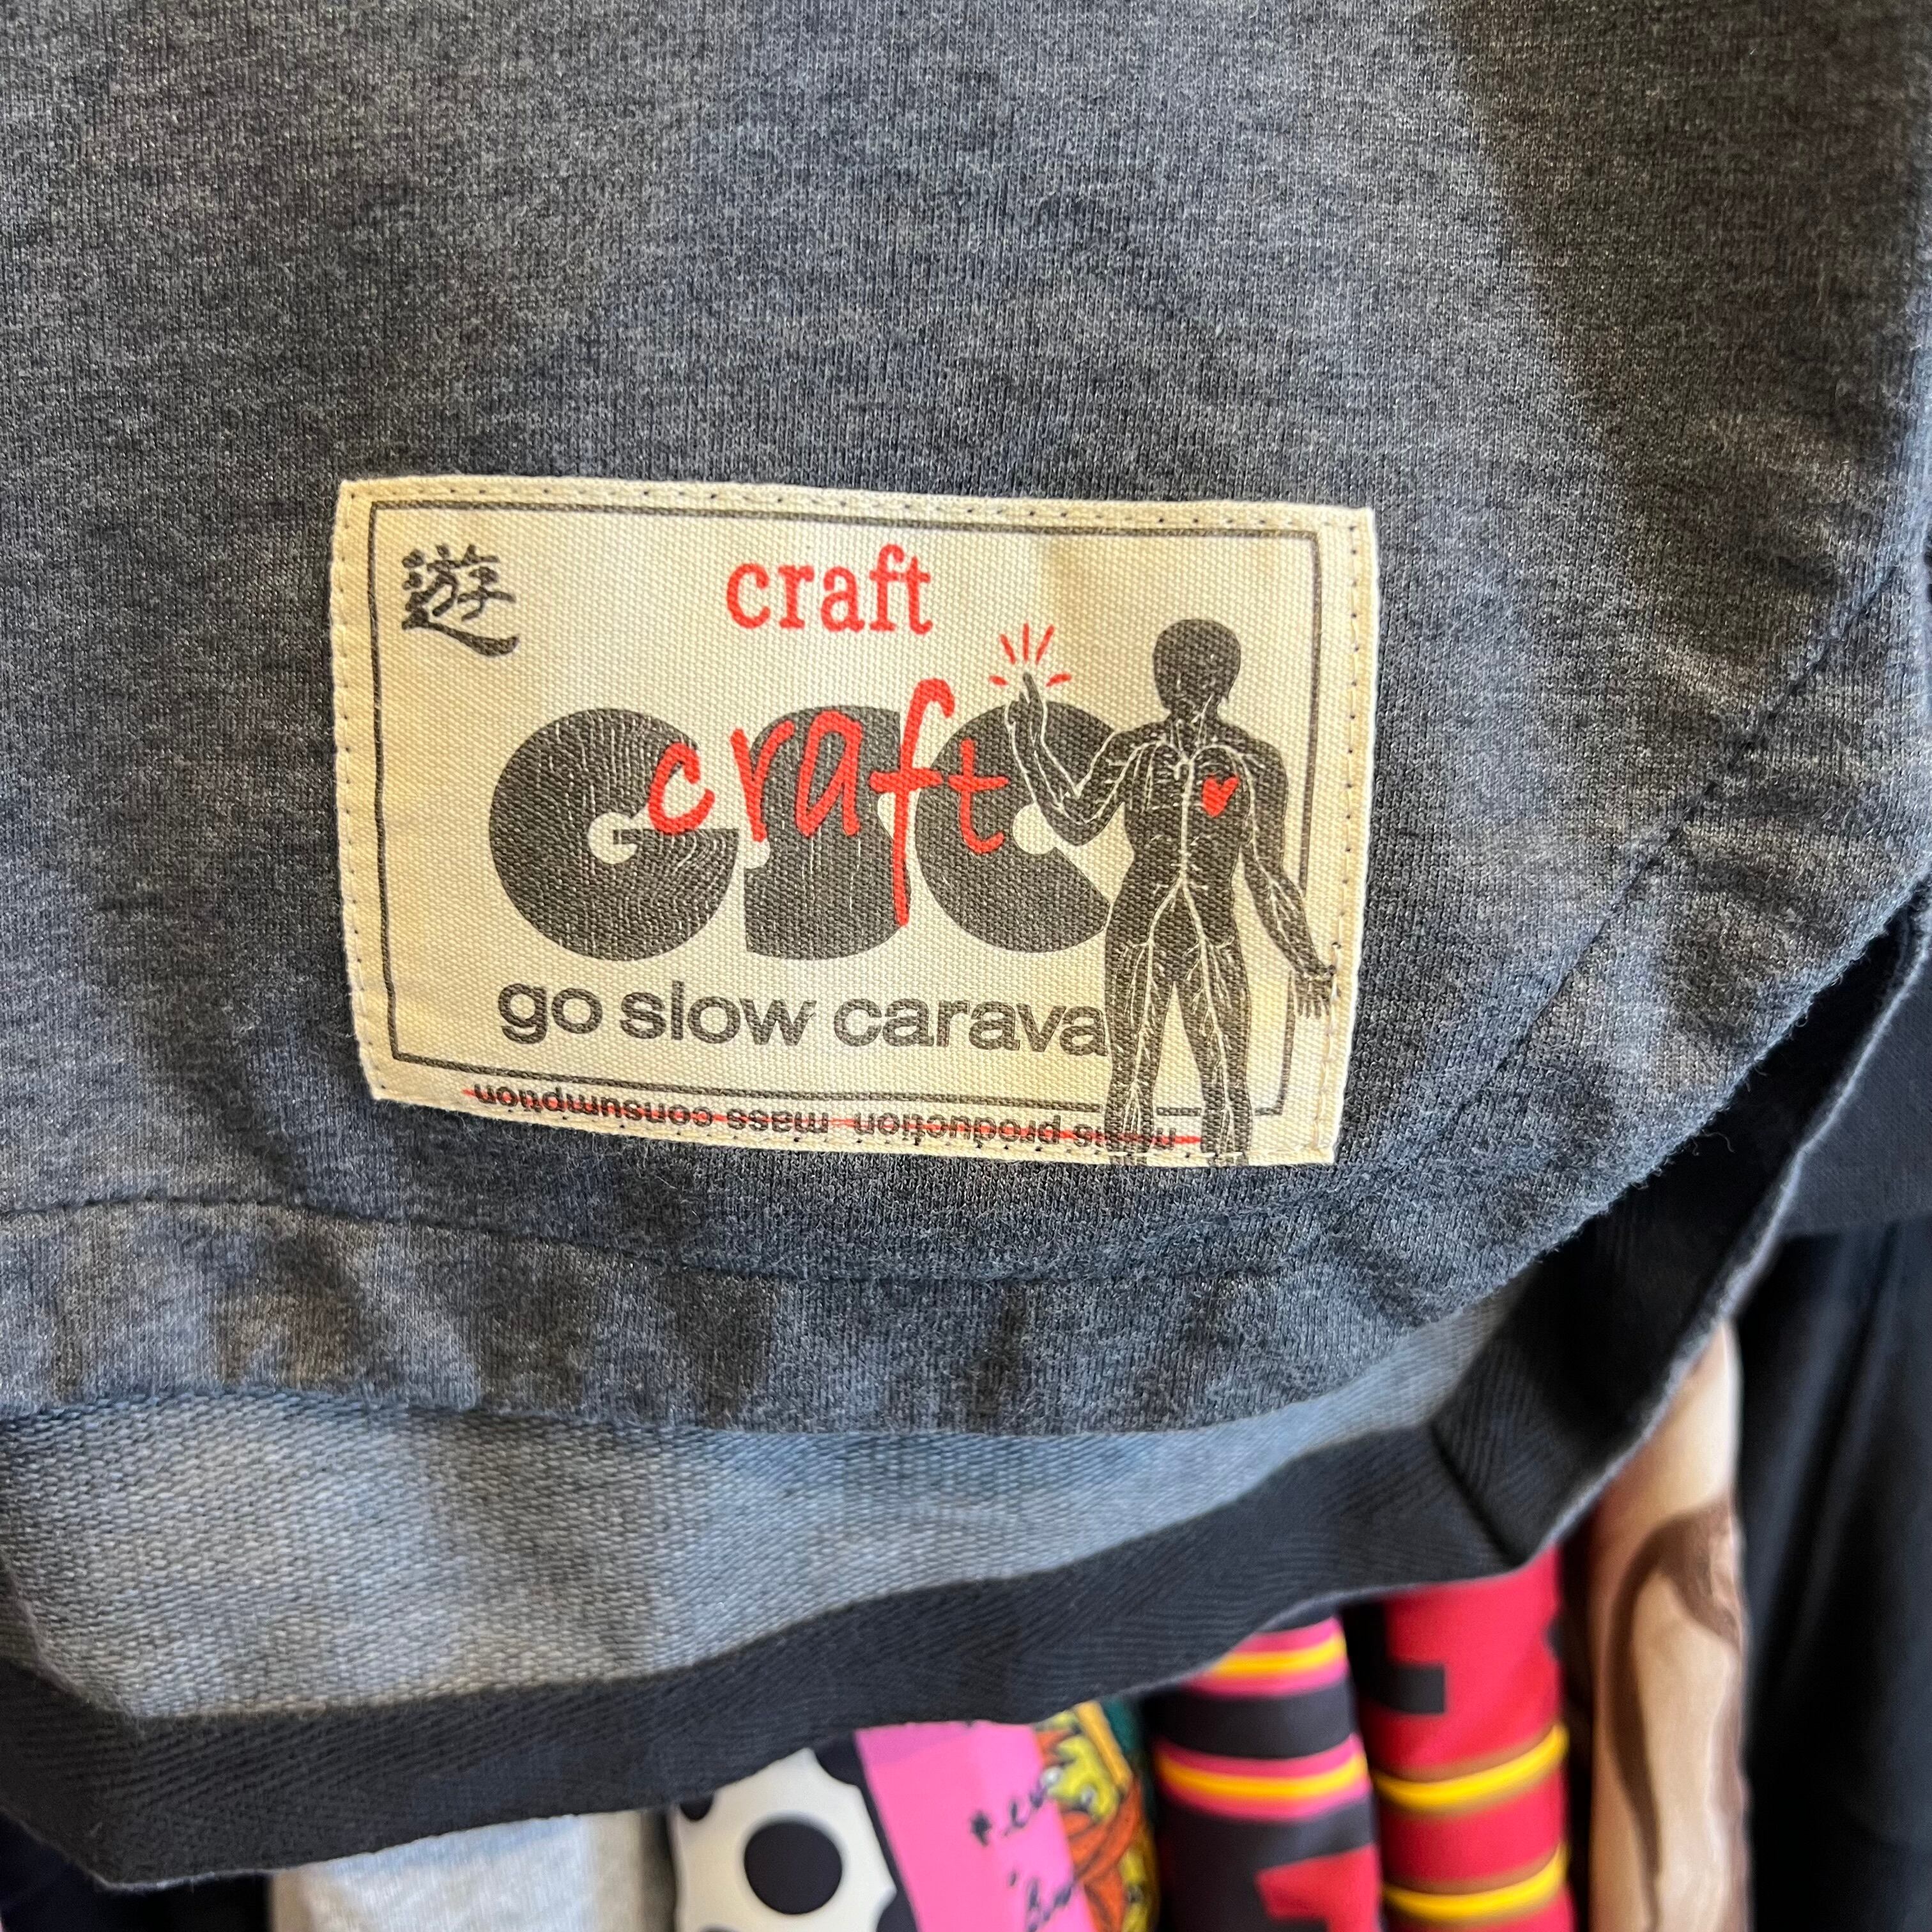 遊
craft
craft
GSC
go slow carava
mass production mass consumption